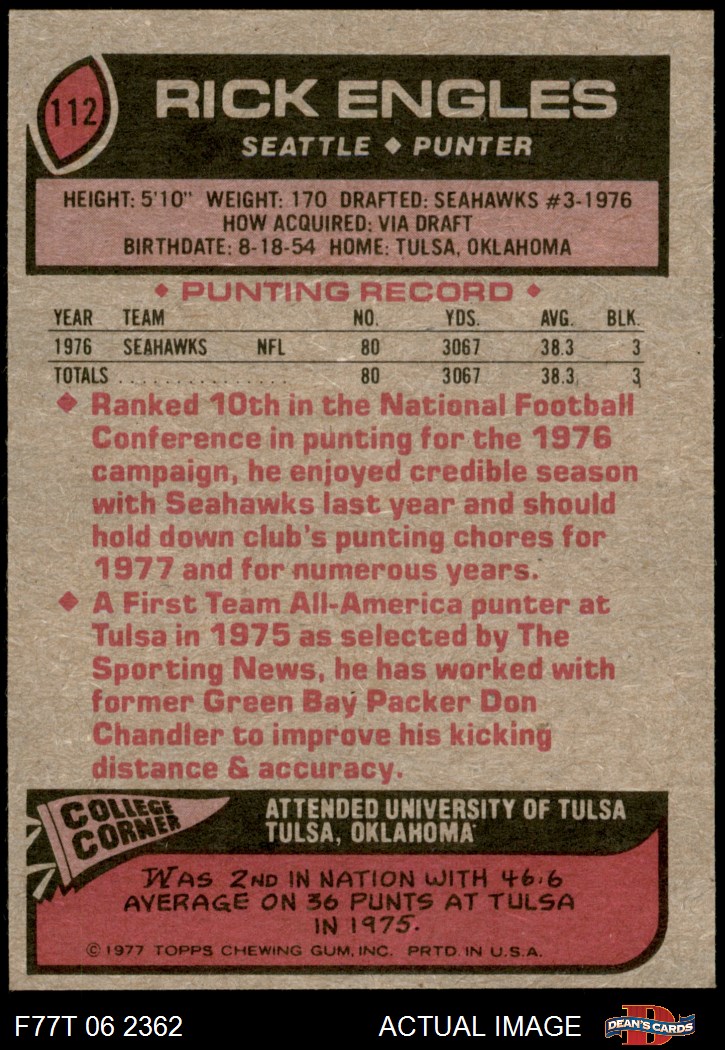 112
RICK ENGLES
SEATTLE ◆ PUNTER
HEIGHT: 5'10" WEIGHT: 170 DRAFTED: SEAHAWKS #3-1976
HOW ACQUIRED: VIA DRAFT
BIRTHDATE: 8-18-54 HOME: TULSA, OKLAHOMA
◆ PUNTING RECORD ◆
YEAR TEAM NO. YDS. AVG. BLK.
1976 SEAHAWKS NFL 80 3067 38.3 3
TOTALS . . . . . . . . . . . . . . . . 80 3067 38.3 3
◆ Ranked 10th in the National Football
Conference in punting for the 1976
campaign, he enjoyed credible season
with Seahawks last year and should
hold down club's punting chores for
1977 and for numerous years.
◆ A First Team All-America punter at
Tulsa in 1975 as selected by The
Sporting News, he has worked with
former Green Bay Packer Don
Chandler to improve his kicking
distance & accuracy.
COLLEGE
CORNER
ATTENDED UNIVERSITY OF TULSA
TULSA, OKLAHOMA
WAS 2ND IN NATION WITH 46.6
AVERAGE ON 36 PUNTS AT TULSA
IN 1975.
© 1977 TOPPS CHEWING GUM, INC. PRTD. IN U.S.A.
F77T 06 2362 ACTUAL IMAGE
D
DEAN'S CARDS